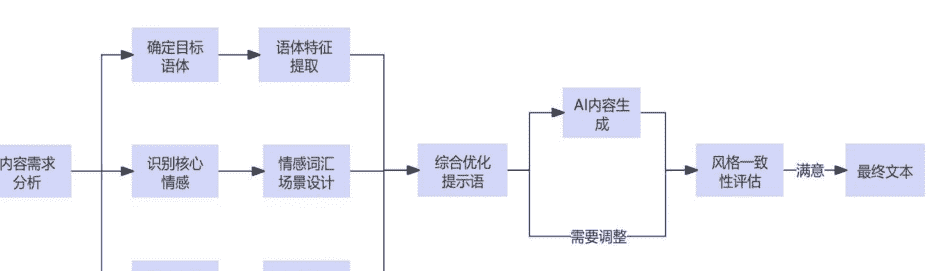 确定目标
语体
语体特征
提取
AI内容生
成
内容需求
分析
识别核心
情感
情感词汇
场景设计
综合优化
提示语
风格一致
性评估
满意
最终文本
需要调整